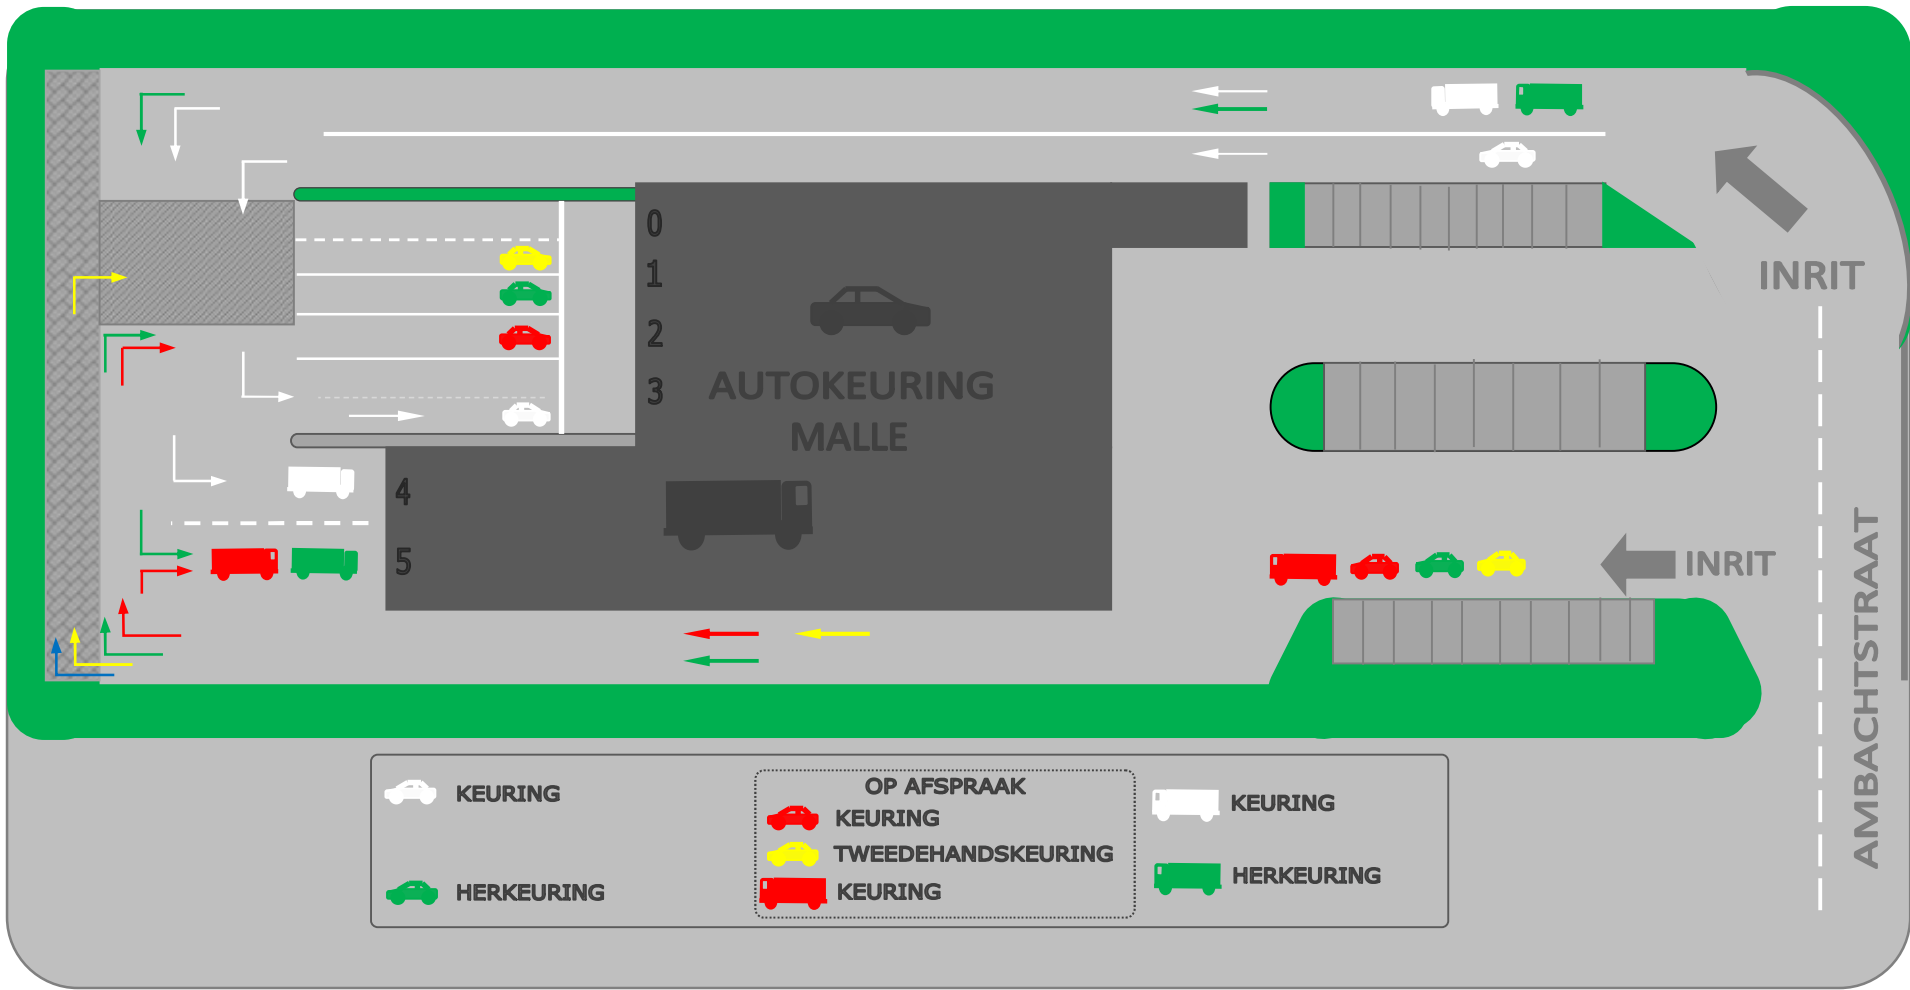 0
1
2
3
4
5
AUTOKEURING
MALLE
INRIT
INRIT
AMBACHTSTRAAT
KEURING
HERKEURING
OP AFSPRAAK
KEURING
TWEEDEHANDSKEURING
KEURING
KEURING
HERKEURING